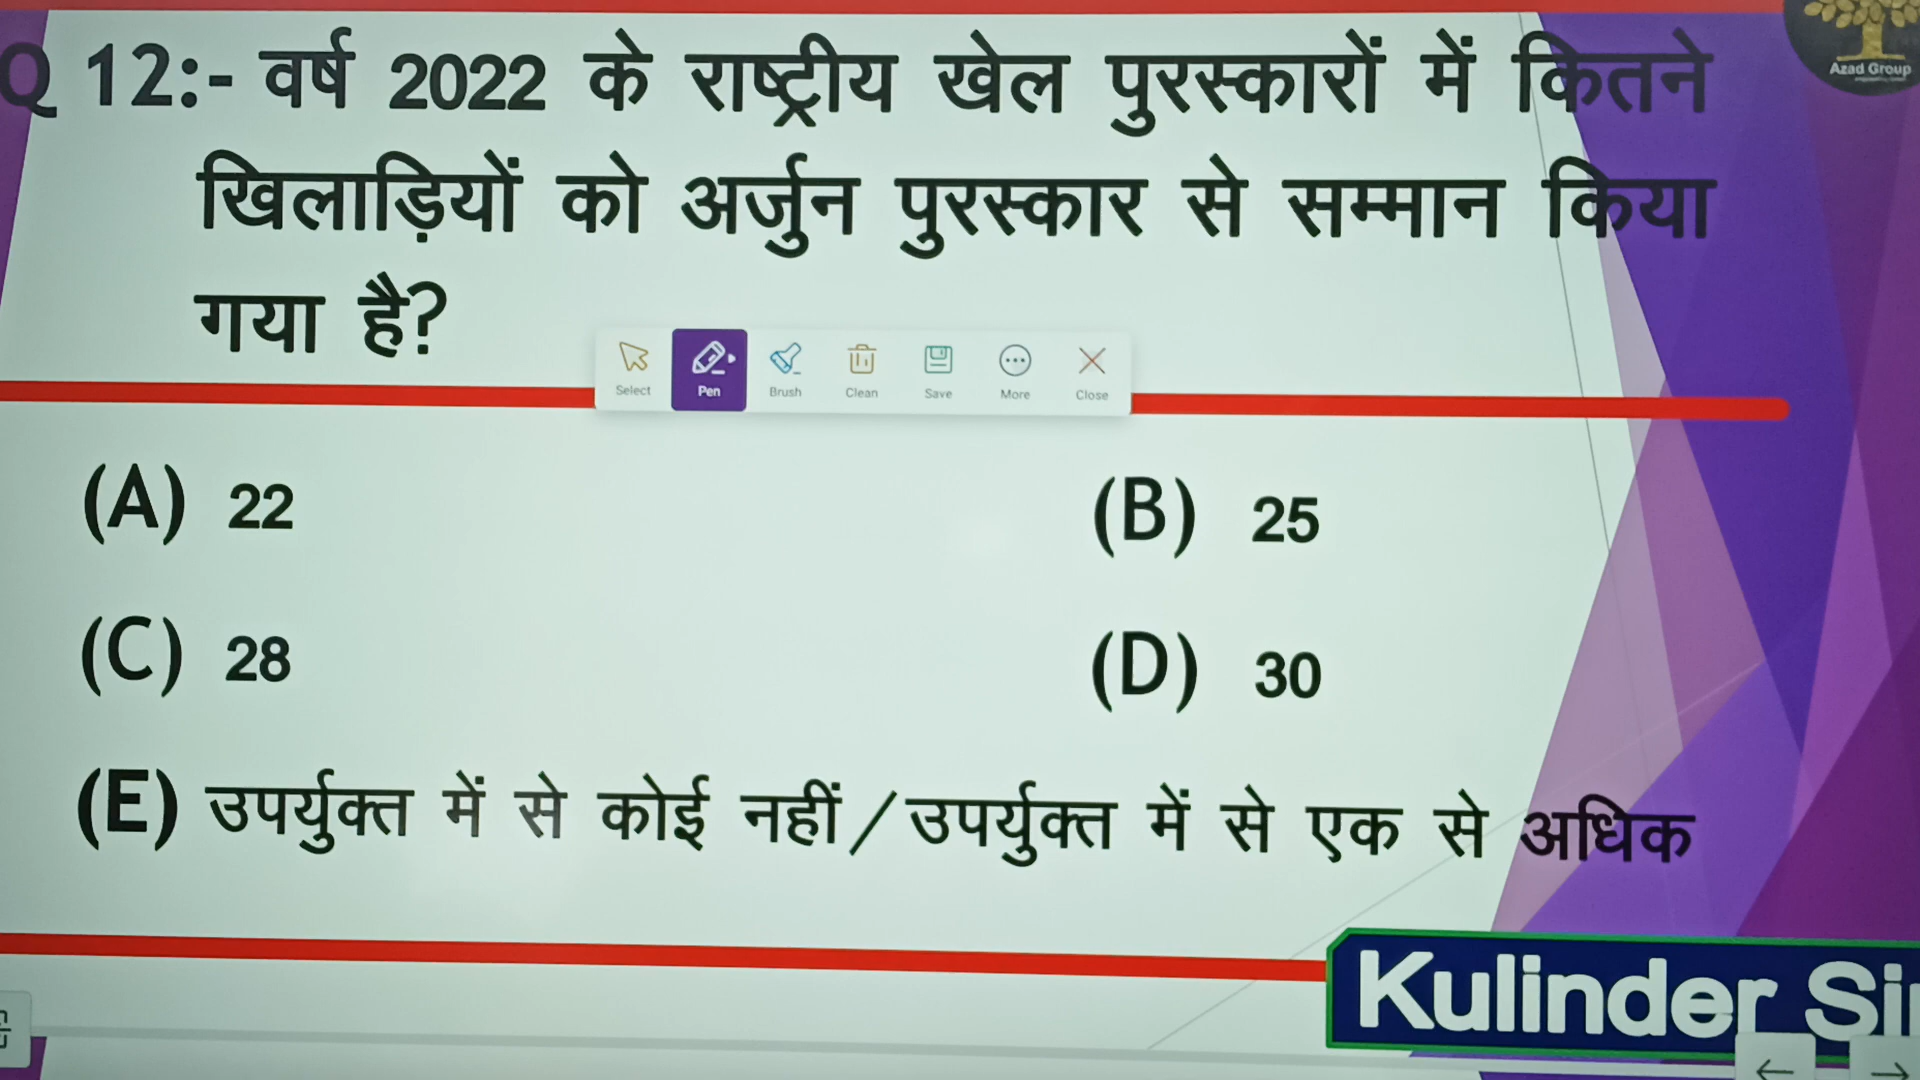 Azad Group
Q 12:- वर्ष 2022 के राष्ट्रीय खेल पुरस्कारों में कितने
खिलाड़ियों को अर्जुन पुरस्कार से सम्मान किया
गया है?
Select Pen Brush Clean Save More Close
(A) 22 (B) 25
(C) 28 (D) 30
(E) उपर्युक्त में से कोई नहीं/उपर्युक्त में से एक से अधिक
Kulinder